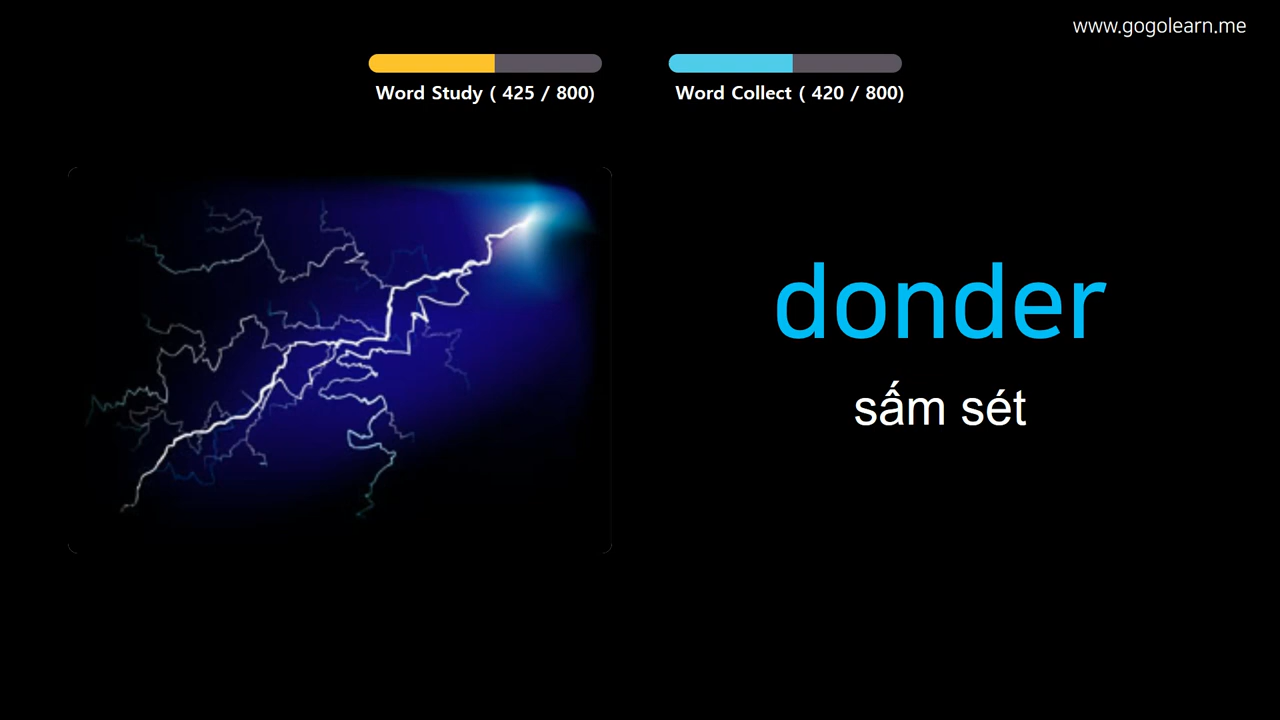 www.gogolearn.me
Word Study ( 425 / 800)
Word Collect ( 420 / 800)
donder
sấm sét